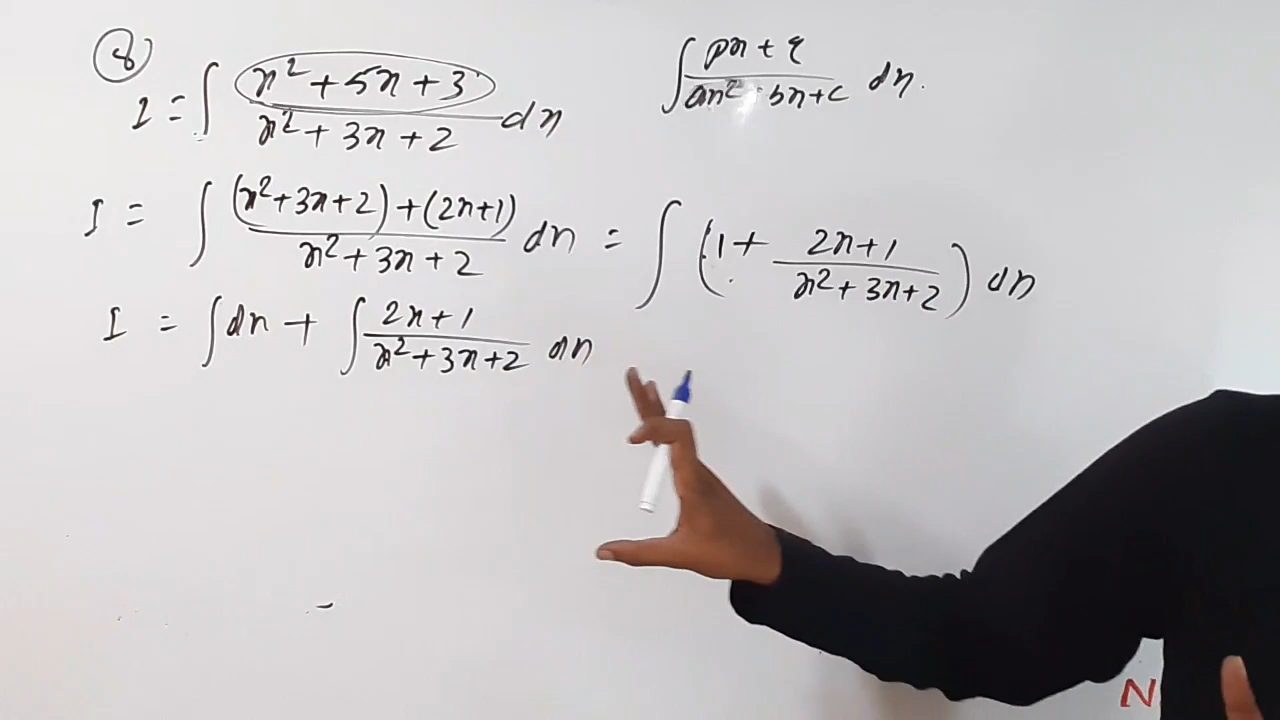 8
I = ∫ (x² + 5x + 3)/(x² + 3x + 2) dx
∫ (px + q)/(ax² + bx + c) dx.
I = ∫ ((x² + 3x + 2) + (2x + 1))/(x² + 3x + 2) dx = ∫ (1 + (2x + 1)/(x² + 3x + 2)) dx
I = ∫ dx + ∫ (2x + 1)/(x² + 3x + 2) dx
N